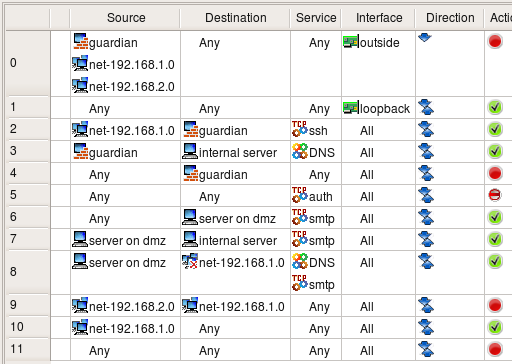 Source Destination Service Interface Direction
0 guardian Any Any outside
net-192.168.1.0
net-192.168.2.0
1 Any Any Any loopback
2 net-192.168.1.0 guardian TCP ssh All
3 guardian internal server DNS All
4 Any guardian Any All
5 Any Any TCP auth All
6 Any server on dmz TCP smtp All
7 server on dmz internal server TCP smtp All
8 server on dmz net-192.168.1.0 DNS All
TCP smtp
9 net-192.168.2.0 net-192.168.1.0 Any All
10 net-192.168.1.0 Any Any All
11 Any Any Any All